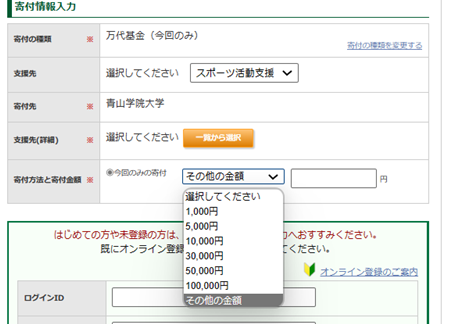 寄付情報入力
寄付の種類 ※ 万代基金（今回のみ）
寄付の種類を変更する
支援先 選択してください スポーツ活動支援
寄付先 ※ 青山学院大学
支援先(詳細) ※ 選択してください 一覧から選択
寄付方法と寄付金額 ※ 今回のみの寄付 その他の金額 円
選択してください
1,000円
5,000円
10,000円
30,000円
50,000円
100,000円
その他の金額
はじめての方や未登録の方は、 力へおすすみください。
既にオンライン登録 てください。
オンライン登録のご案内
ログインID